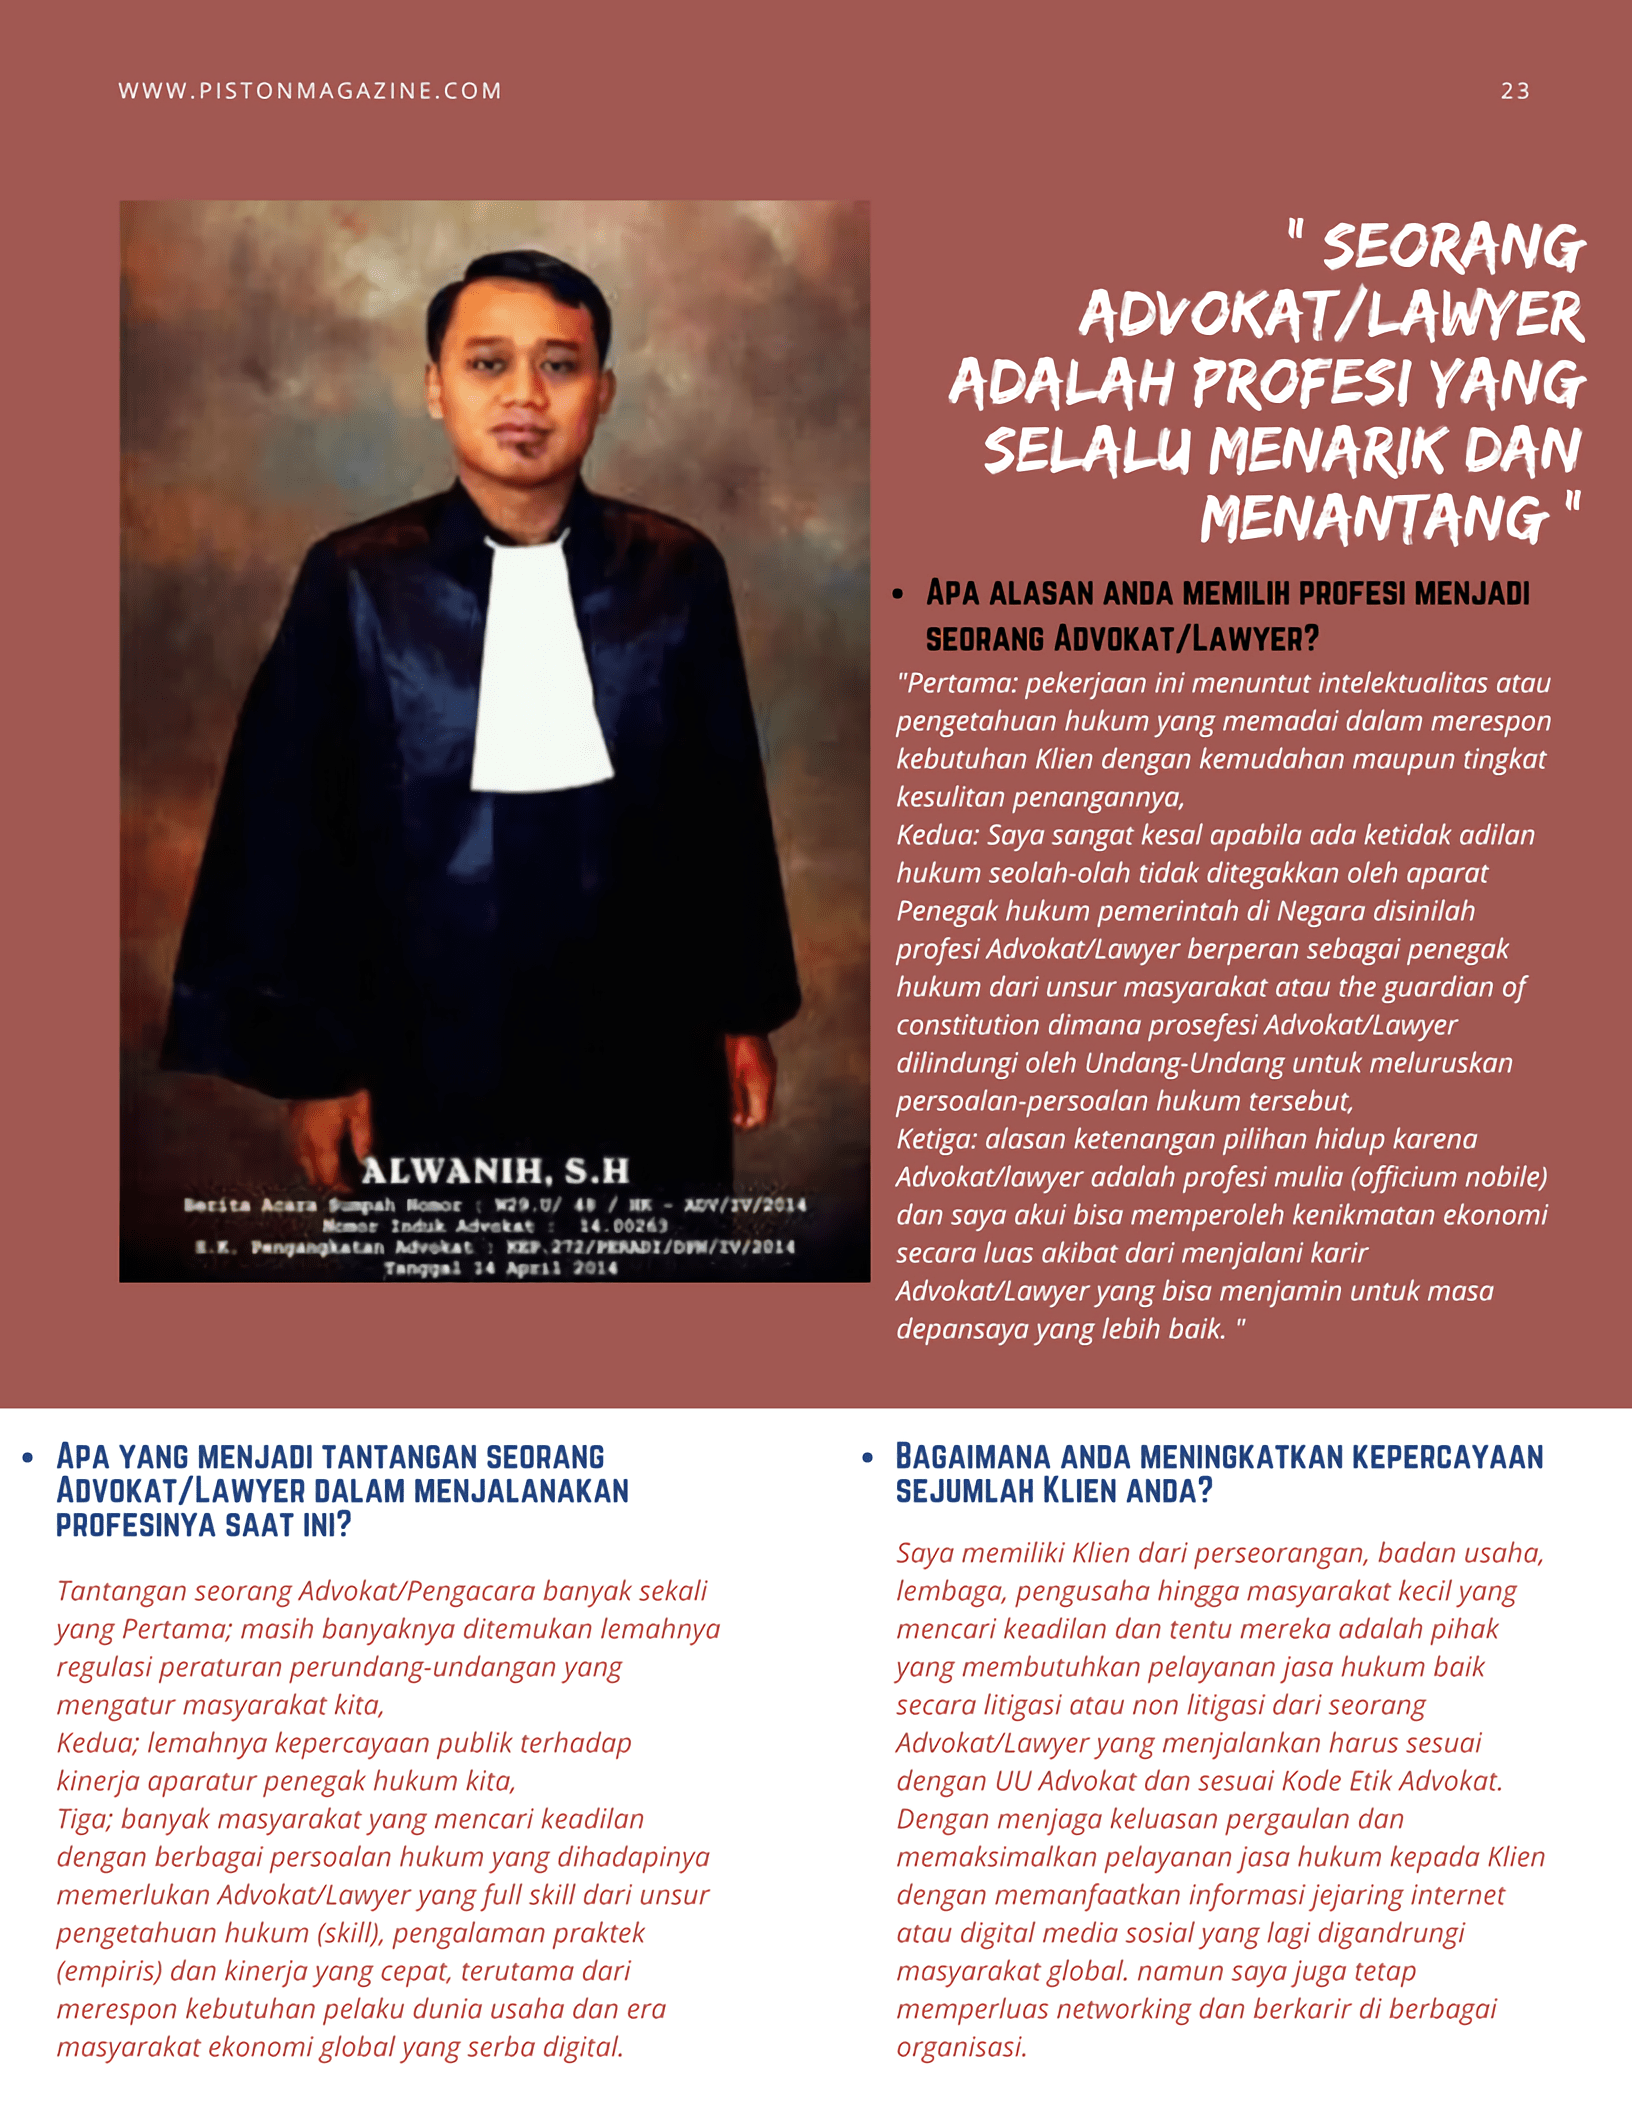 WWW.PISTONMAGAZINE.COM
23
" SEORANG
ADVOKAT/LAWYER
ADALAH PROFESI YANG
SELALU MENARIK DAN
MENANTANG "
• APA ALASAN ANDA MEMILIH PROFESI MENJADI
SEORANG ADVOKAT/LAWYER?
"Pertama: pekerjaan ini menuntut intelektualitas atau
pengetahuan hukum yang memadai dalam merespon
kebutuhan Klien dengan kemudahan maupun tingkat
kesulitan penangannya,
Kedua: Saya sangat kesal apabila ada ketidak adilan
hukum seolah-olah tidak ditegakkan oleh aparat
Penegak hukum pemerintah di Negara disinilah
profesi Advokat/Lawyer berperan sebagai penegak
hukum dari unsur masyarakat atau the guardian of
constitution dimana prosefesi Advokat/Lawyer
dilindungi oleh Undang-Undang untuk meluruskan
persoalan-persoalan hukum tersebut,
Ketiga: alasan ketenangan pilihan hidup karena
Advokat/lawyer adalah profesi mulia (officium nobile)
dan saya akui bisa memperoleh kenikmatan ekonomi
secara luas akibat dari menjalani karir
Advokat/Lawyer yang bisa menjamin untuk masa
depansaya yang lebih baik. "
ALWANIH, S.H
Berita Acara Sumpah Nomor : W29.U/ 48 / HK - ADV/IV/2014
Nomor Induk Advokat : 14.00263
S.K. Pengangkatan Advokat : KEP.272/PERADI/DPN/IV/2014
Tanggal 14 April 2014
• APA YANG MENJADI TANTANGAN SEORANG
ADVOKAT/LAWYER DALAM MENJALANAKAN
PROFESINYA SAAT INI?
Tantangan seorang Advokat/Pengacara banyak sekali
yang Pertama; masih banyaknya ditemukan lemahnya
regulasi peraturan perundang-undangan yang
mengatur masyarakat kita,
Kedua; lemahnya kepercayaan publik terhadap
kinerja aparatur penegak hukum kita,
Tiga; banyak masyarakat yang mencari keadilan
dengan berbagai persoalan hukum yang dihadapinya
memerlukan Advokat/Lawyer yang full skill dari unsur
pengetahuan hukum (skill), pengalaman praktek
(empiris) dan kinerja yang cepat, terutama dari
merespon kebutuhan pelaku dunia usaha dan era
masyarakat ekonomi global yang serba digital.
• BAGAIMANA ANDA MENINGKATKAN KEPERCAYAAN
SEJUMLAH KLIEN ANDA?
Saya memiliki Klien dari perseorangan, badan usaha,
lembaga, pengusaha hingga masyarakat kecil yang
mencari keadilan dan tentu mereka adalah pihak
yang membutuhkan pelayanan jasa hukum baik
secara litigasi atau non litigasi dari seorang
Advokat/Lawyer yang menjalankan harus sesuai
dengan UU Advokat dan sesuai Kode Etik Advokat.
Dengan menjaga keluasan pergaulan dan
memaksimalkan pelayanan jasa hukum kepada Klien
dengan memanfaatkan informasi jejaring internet
atau digital media sosial yang lagi digandrungi
masyarakat global. namun saya juga tetap
memperluas networking dan berkarir di berbagai
organisasi.